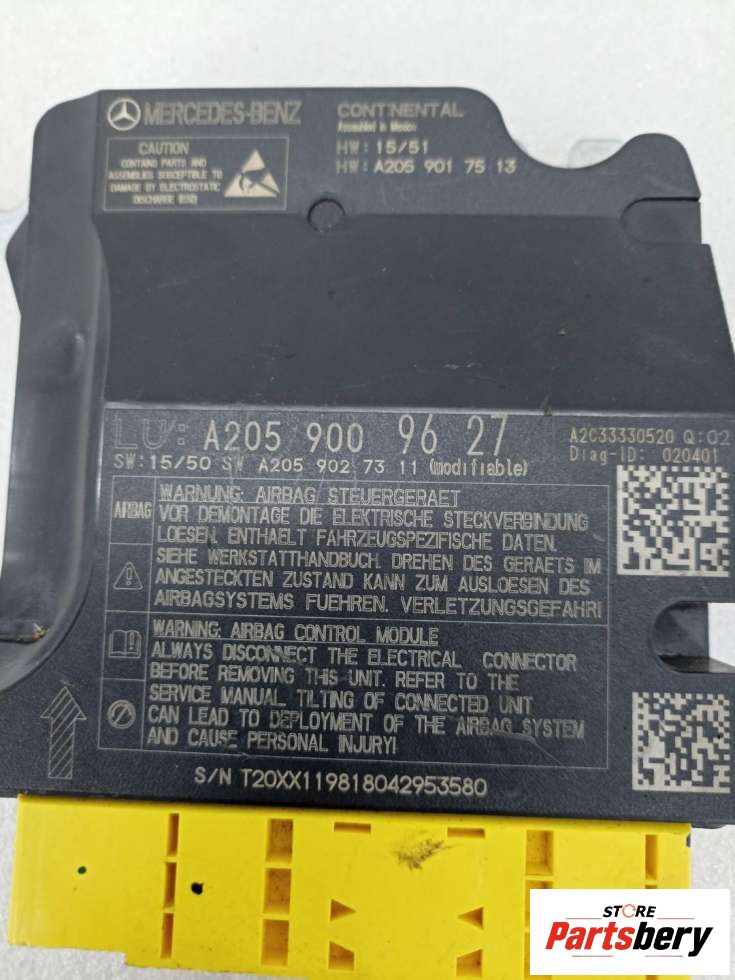 MERCEDES-BENZ
CONTINENTAL
Assembled in Mexico
HW: 15/51
HW: A205 901 75 13
CAUTION
CONTAINS PARTS AND
ASSEMBLIES SUSCEPTIBLE TO
DAMAGE BY ELECTROSTATIC
DISCHARGE (ESD)
LU: A205 900 96 27
SW: 15/50 SW A205 902 73 11 (modifiable)
A2C33330520 Q:02
Diag-ID: 020401
AIRBAG
WARNUNG: AIRBAG STEUERGERAET
VOR DEMONTAGE DIE ELEKTRISCHE STECKVERBINDUNG
LOESEN. ENTHAELT FAHRZEUGSPEZIFISCHE DATEN.
SIEHE WERKSTATTHANDBUCH. DREHEN DES GERAETS IM
ANGESTECKTEN ZUSTAND KANN ZUM AUSLOESEN DES
AIRBAGSYSTEMS FUEHREN. VERLETZUNGSGEFAHR!
WARNING: AIRBAG CONTROL MODULE
ALWAYS DISCONNECT THE ELECTRICAL CONNECTOR
BEFORE REMOVING THIS UNIT. REFER TO THE
SERVICE MANUAL. TILTING OF CONNECTED UNIT
CAN LEAD TO DEPLOYMENT OF THE AIRBAG SYSTEM
AND CAUSE PERSONAL INJURY!
S/N T20XX119818042953580
STORE
Partsbery